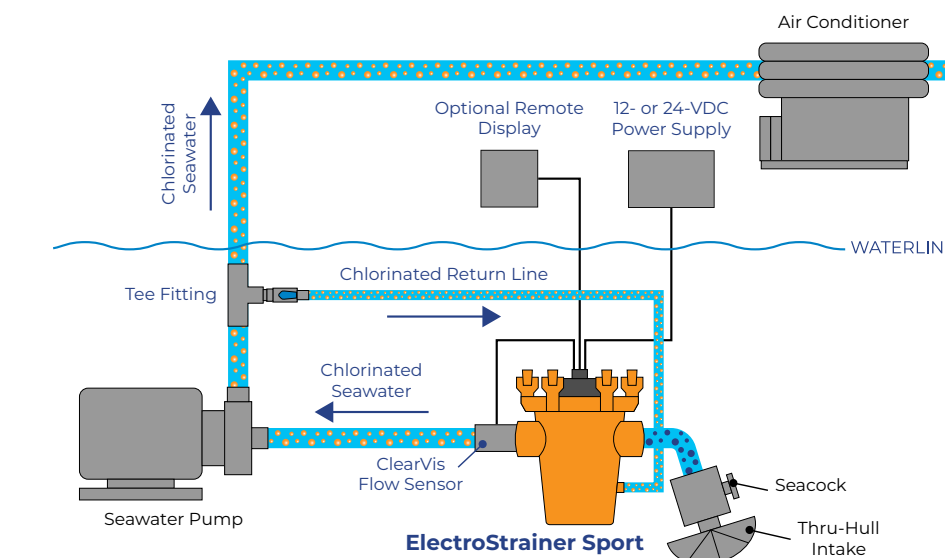 Air Conditioner
Optional Remote
Display
12- or 24-VDC
Power Supply
Chlorinated
Seawater
WATERLIN
Chlorinated Return Line
Tee Fitting
Chlorinated
Seawater
ClearVis
Flow Sensor
Seacock
Seawater Pump
Thru-Hull
Intake
ElectroStrainer Sport